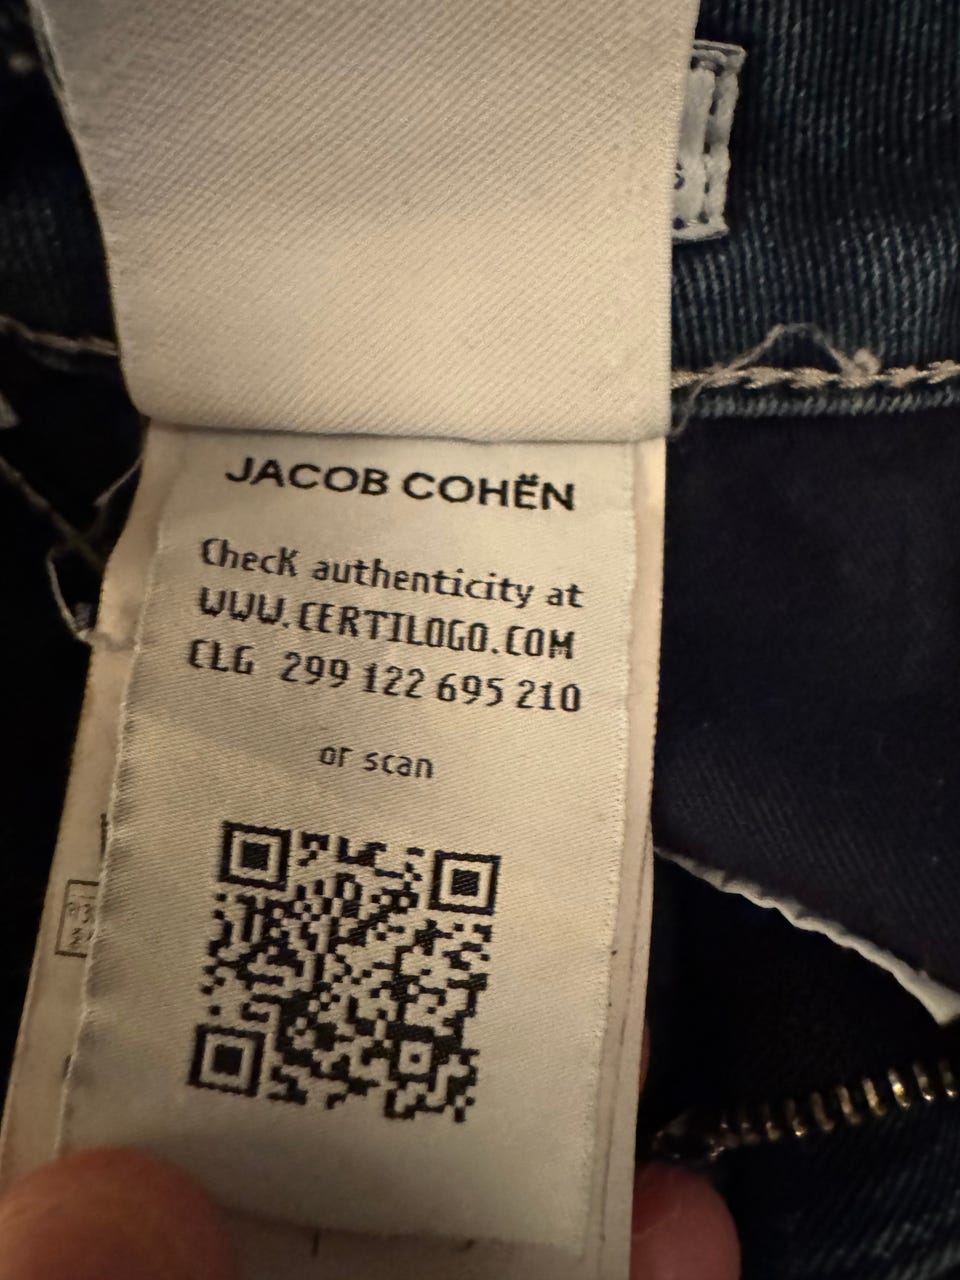 JACOB COHËN
Check authenticity at
WWW.CERTILOGO.COM
CLG 299 122 695 210
or scan